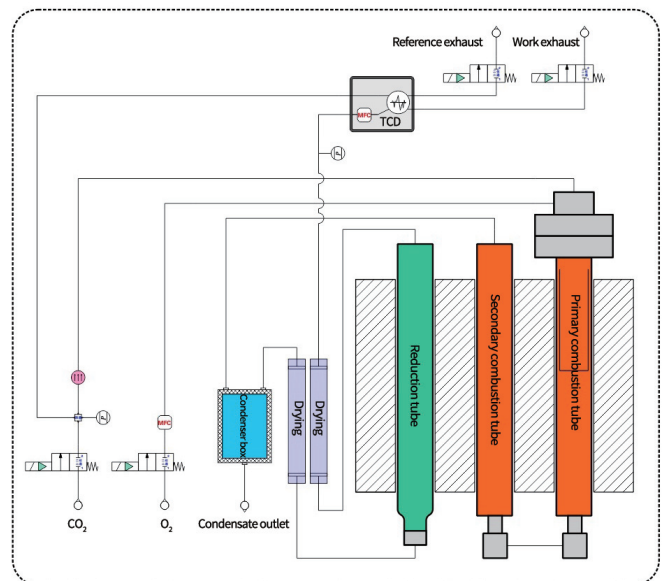 Reference exhaust
Work exhaust
MFC
TCD
P
Reduction tube
Secondary combustion tube
Primary combustion tube
Drying
Drying
Condenser box
P
MFC
CO₂
O₂
Condensate outlet